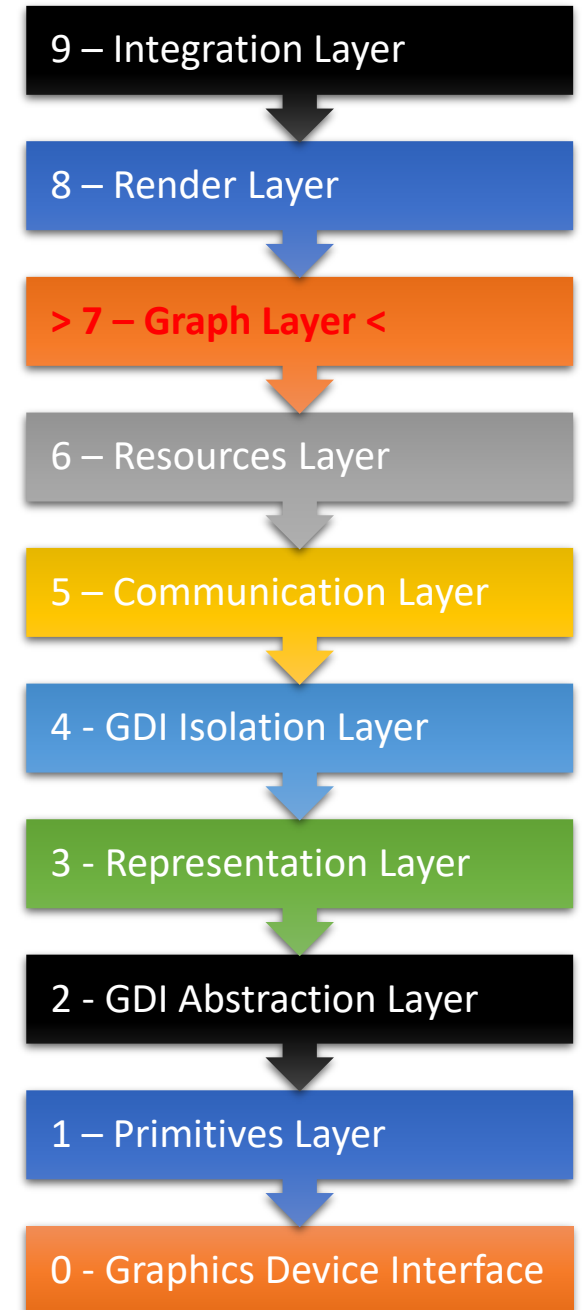 9 – Integration Layer
8 – Render Layer
> 7 – Graph Layer <
6 – Resources Layer
5 – Communication Layer
4 - GDI Isolation Layer
3 - Representation Layer
2 - GDI Abstraction Layer
1 – Primitives Layer
0 - Graphics Device Interface